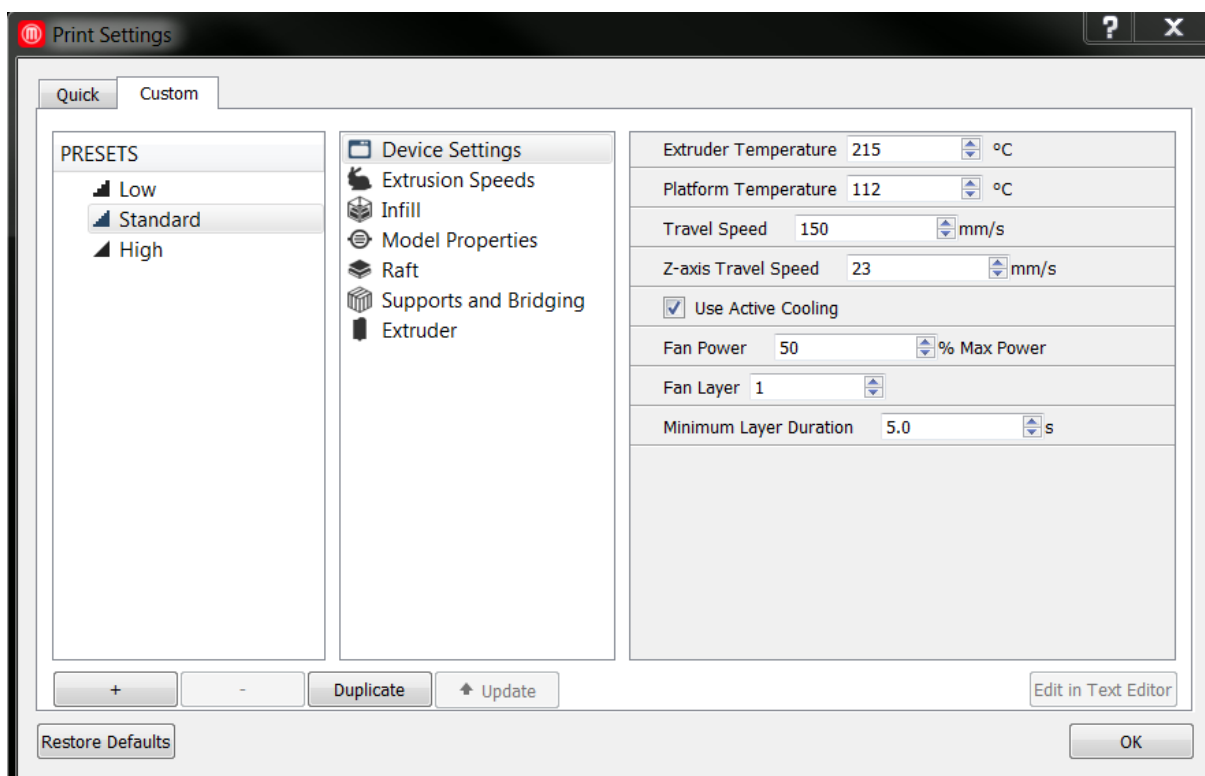 Print Settings
? X
Quick Custom
PRESETS
Low
Standard
High
Device Settings
Extrusion Speeds
Infill
Model Properties
Raft
Supports and Bridging
Extruder
Extruder Temperature 215 °C
Platform Temperature 112 °C
Travel Speed 150 mm/s
Z-axis Travel Speed 23 mm/s
Use Active Cooling
Fan Power 50 % Max Power
Fan Layer 1
Minimum Layer Duration 5.0 s
+ - Duplicate Update Edit in Text Editor
Restore Defaults OK